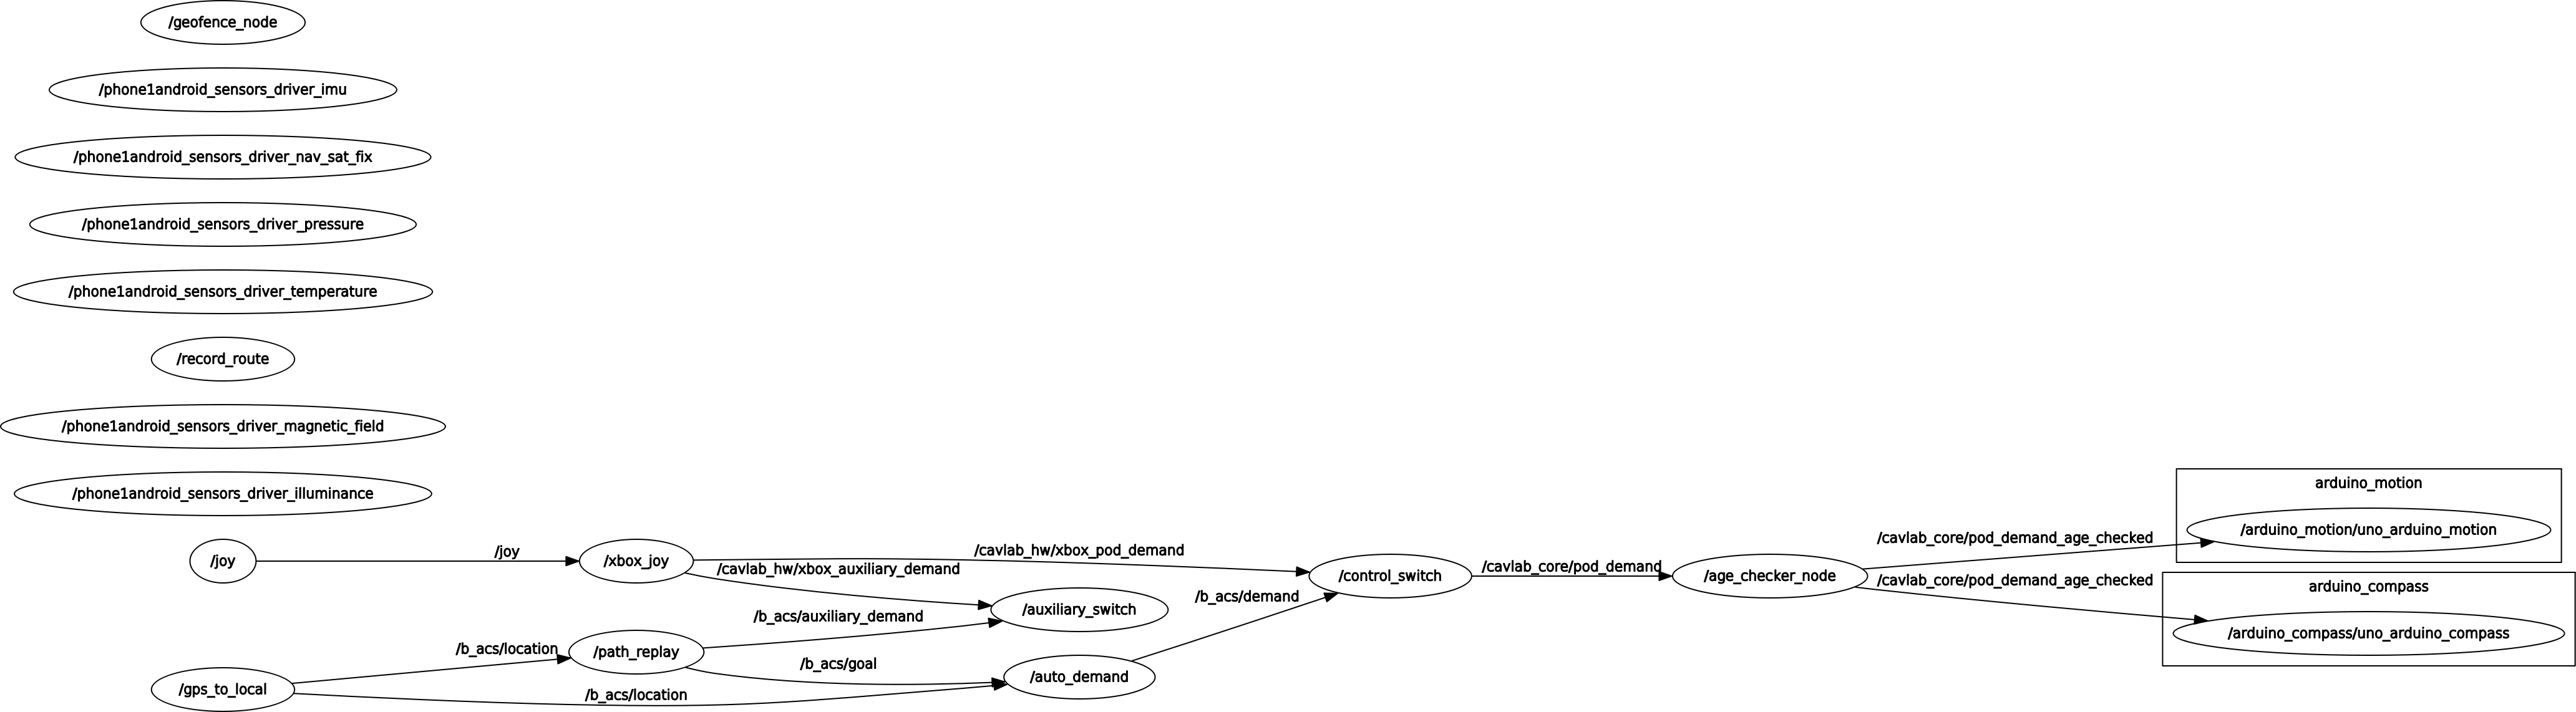 /geofence_node
/phone1android_sensors_driver_imu
/phone1android_sensors_driver_nav_sat_fix
/phone1android_sensors_driver_pressure
/phone1android_sensors_driver_temperature
/record_route
/phone1android_sensors_driver_magnetic_field
/phone1android_sensors_driver_illuminance
/joy
/joy
/xbox_joy
/cavlab_hw/xbox_pod_demand
/cavlab_hw/xbox_auxiliary_demand
/auxiliary_switch
/b_acs/auxiliary_demand
/b_acs/location
/path_replay
/b_acs/goal
/gps_to_local
/b_acs/location
/auto_demand
/b_acs/demand
/control_switch
/cavlab_core/pod_demand
/age_checker_node
/cavlab_core/pod_demand_age_checked
/cavlab_core/pod_demand_age_checked
arduino_motion
/arduino_motion/uno_arduino_motion
arduino_compass
/arduino_compass/uno_arduino_compass